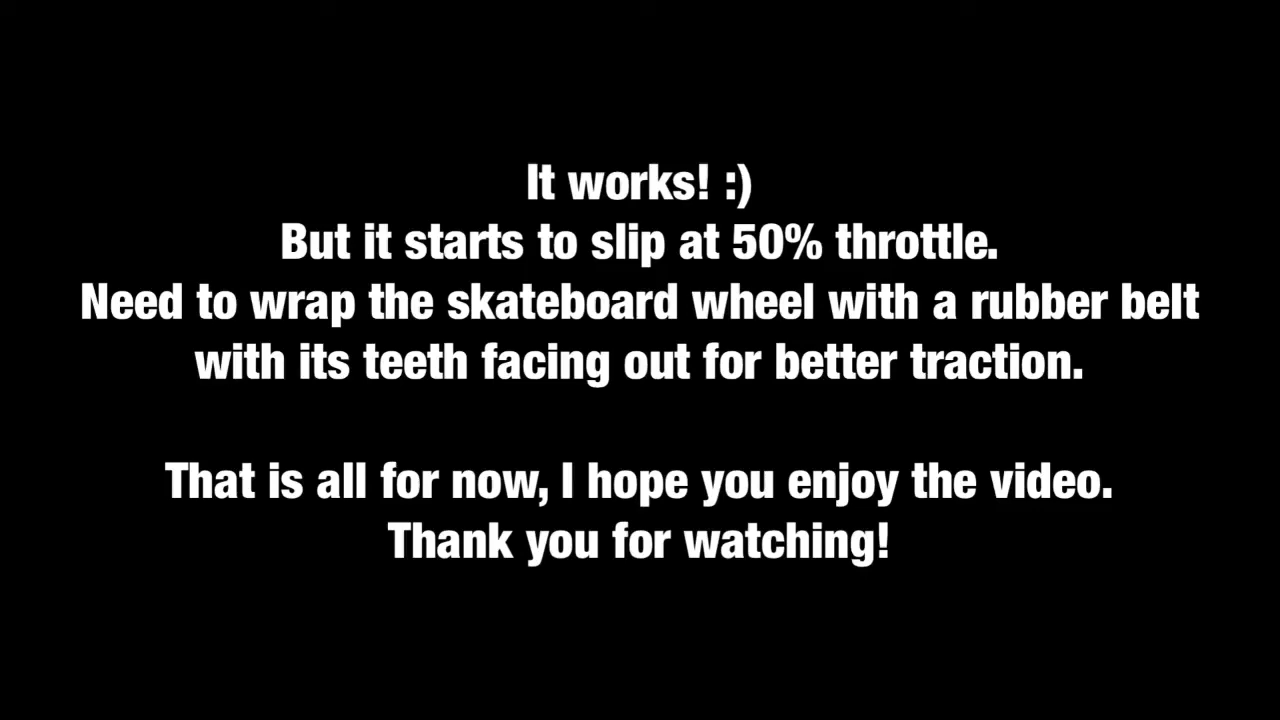 It works! :)
But it starts to slip at 50% throttle.
Need to wrap the skateboard wheel with a rubber belt
with its teeth facing out for better traction.
That is all for now, I hope you enjoy the video.
Thank you for watching!